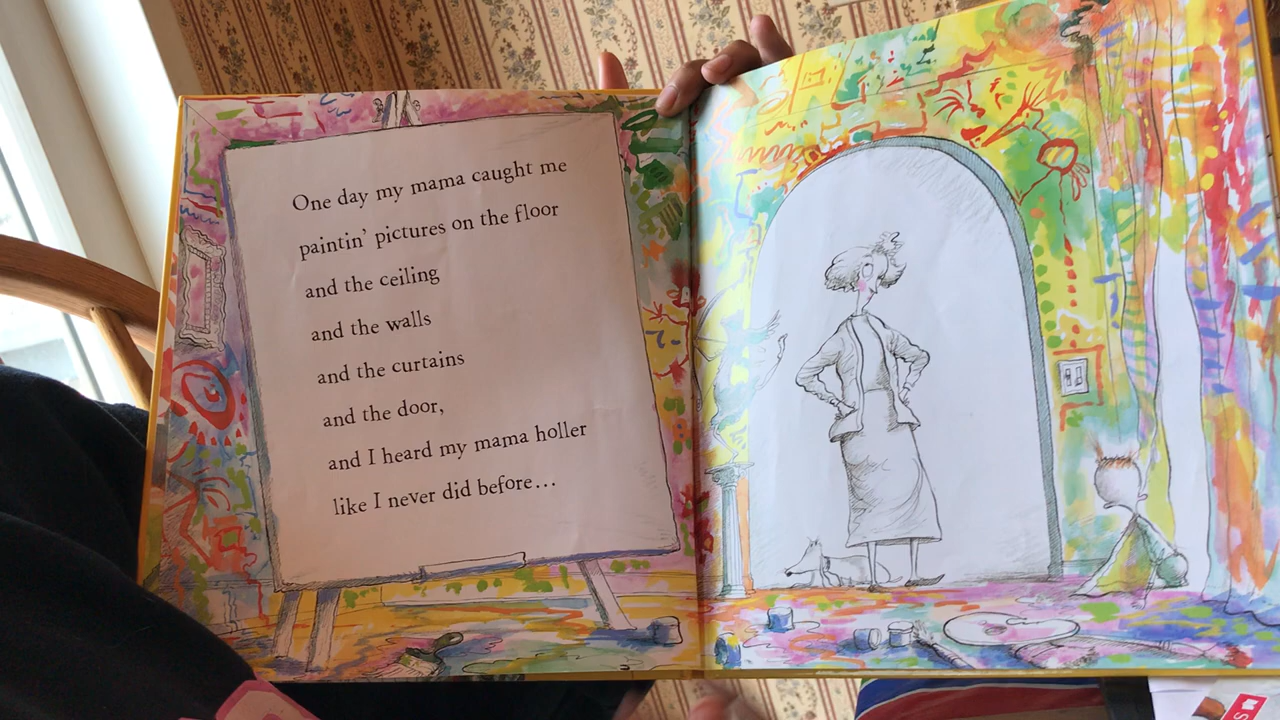 One day my mama caught me
paintin' pictures on the floor
and the ceiling
and the walls
and the curtains
and the door,
and I heard my mama holler
like I never did before...